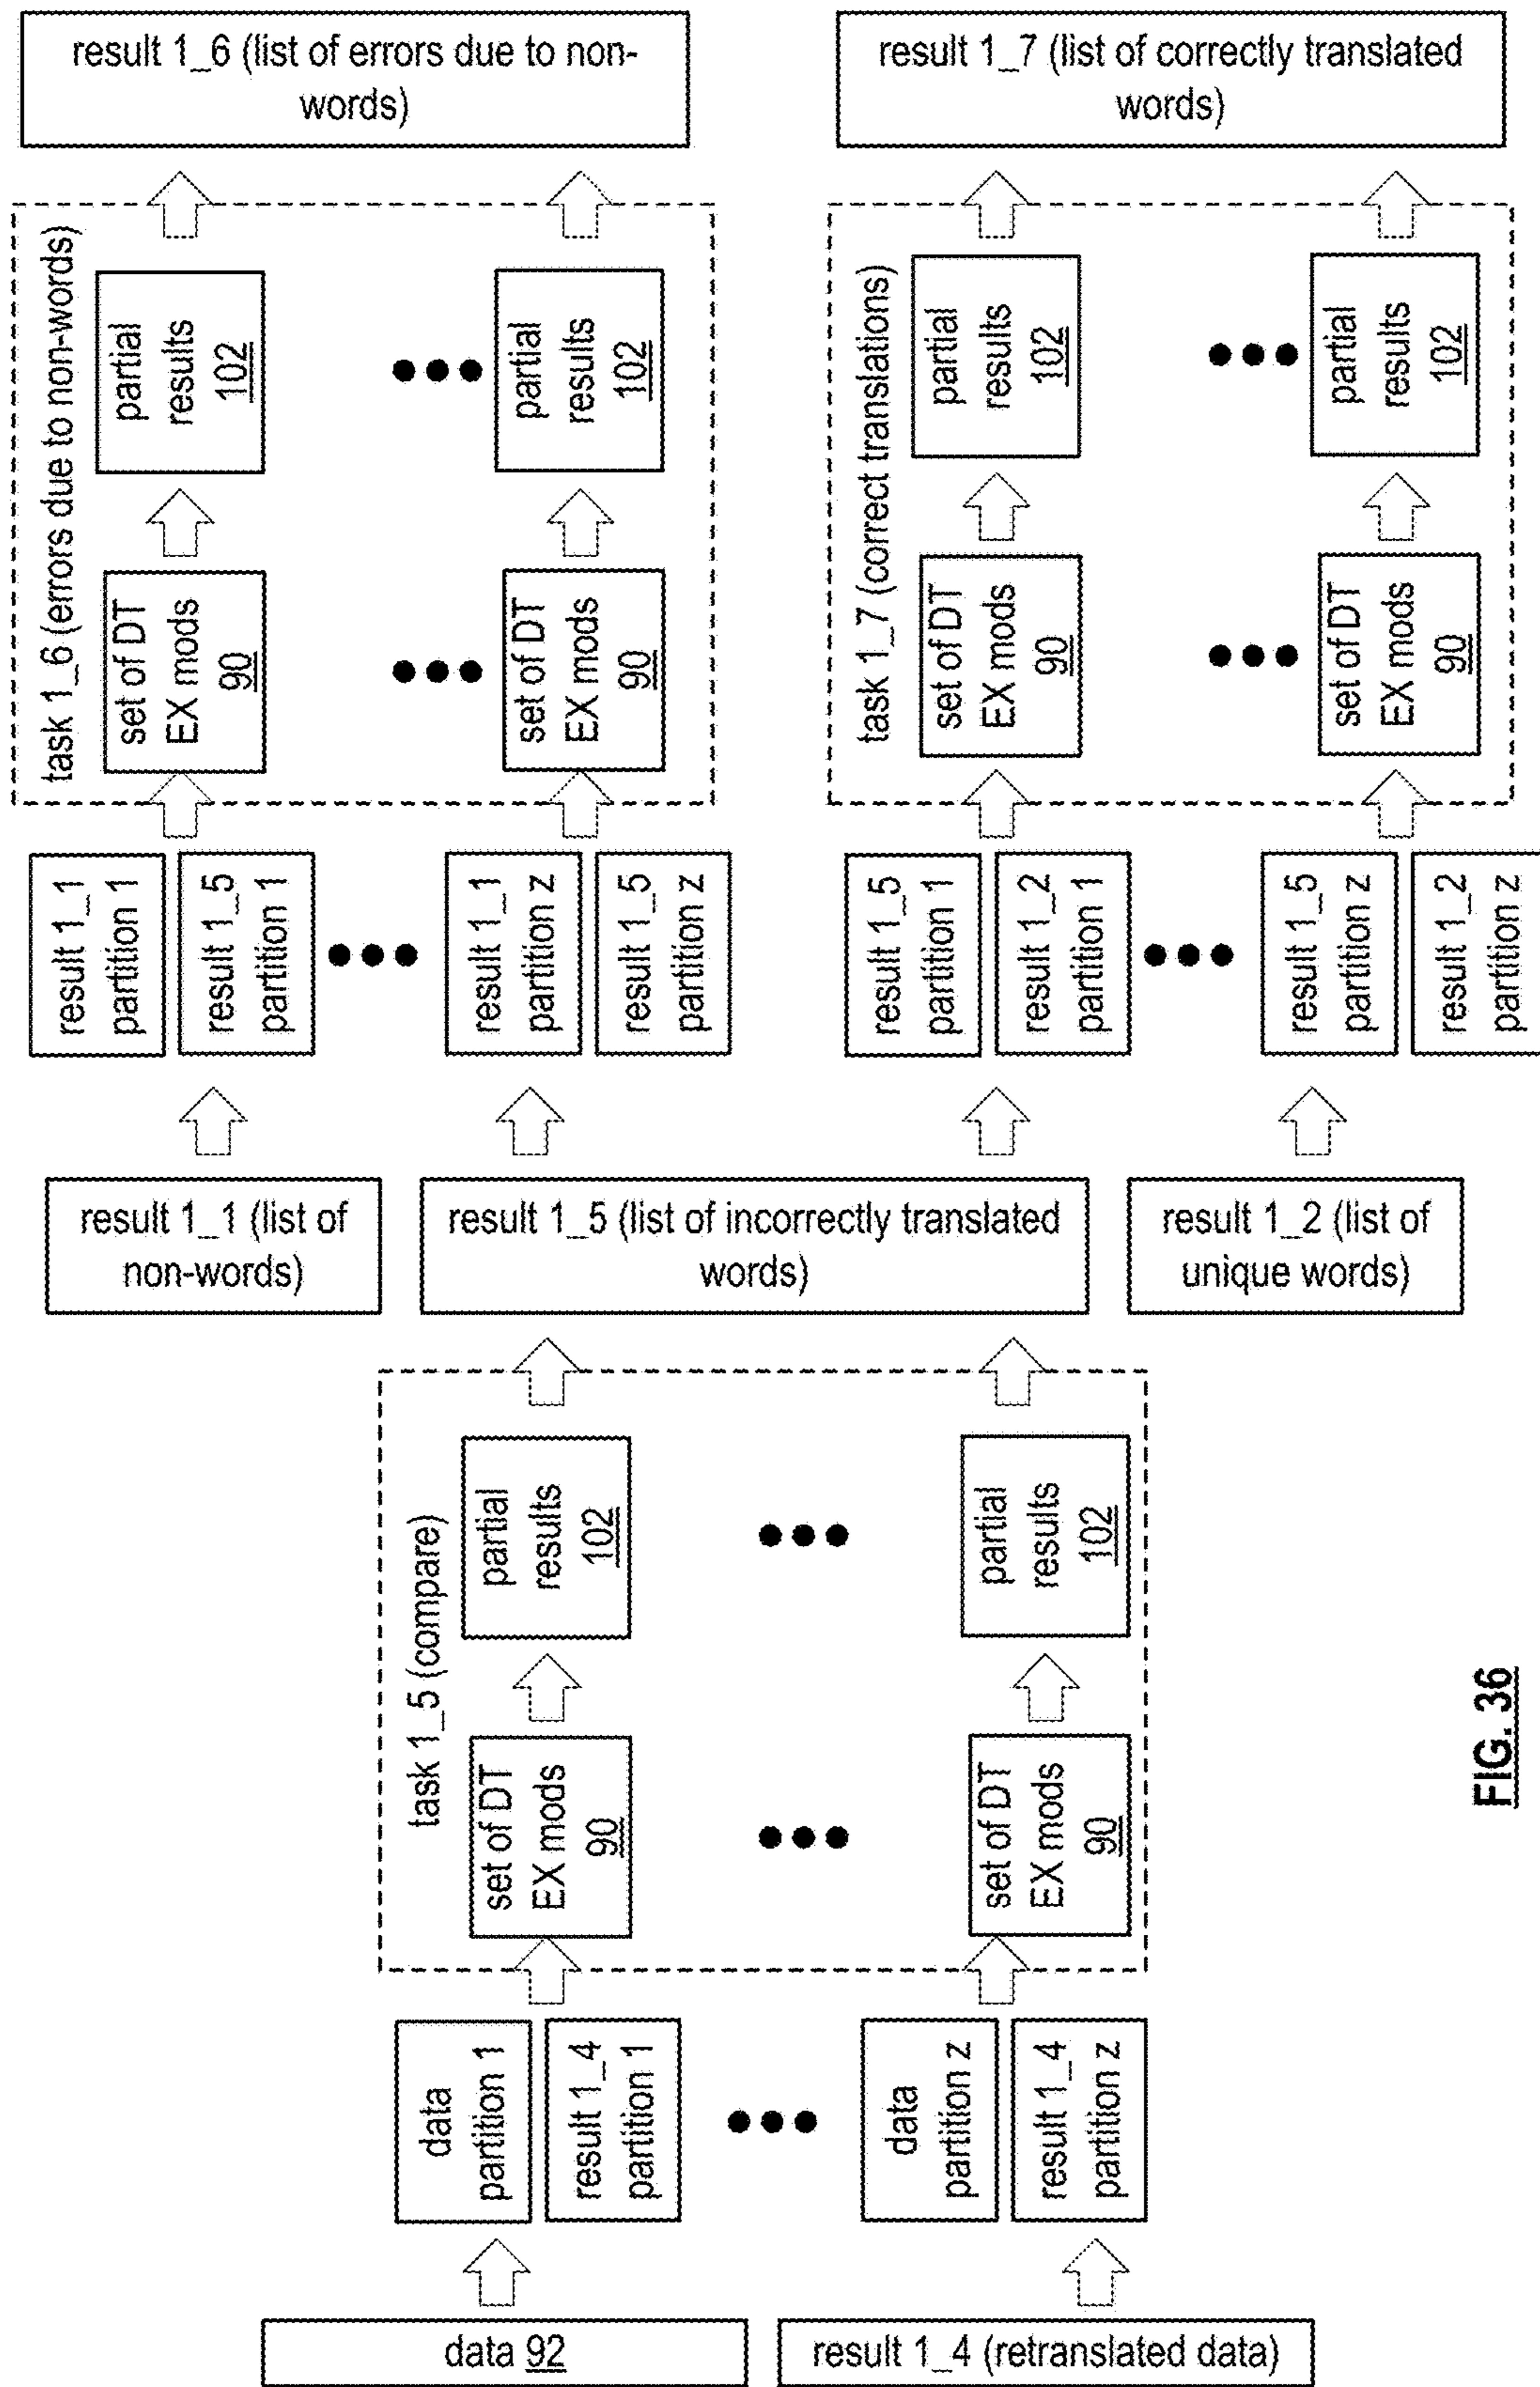 data 92
result 1_4 (retranslated data)
data
partition 1
result 1_4
partition 1
data
partition z
result 1_4
partition z
task 1_5 (compare)
set of DT
EX mods
90
partial
results
102
set of DT
EX mods
90
partial
results
102
result 1_1 (list of
non-words)
result 1_5 (list of incorrectly translated
words)
result 1_2 (list of
unique words)
result 1_1
partition 1
result 1_5
partition 1
result 1_1
partition z
result 1_5
partition z
task 1_6 (errors due to non-words)
set of DT
EX mods
90
partial
results
102
set of DT
EX mods
90
partial
results
102
result 1_6 (list of errors due to non-
words)
result 1_5
partition 1
result 1_2
partition 1
result 1_5
partition z
result 1_2
partition z
task 1_7 (correct translations)
set of DT
EX mods
90
partial
results
102
set of DT
EX mods
90
partial
results
102
result 1_7 (list of correctly translated
words)
FIG. 36